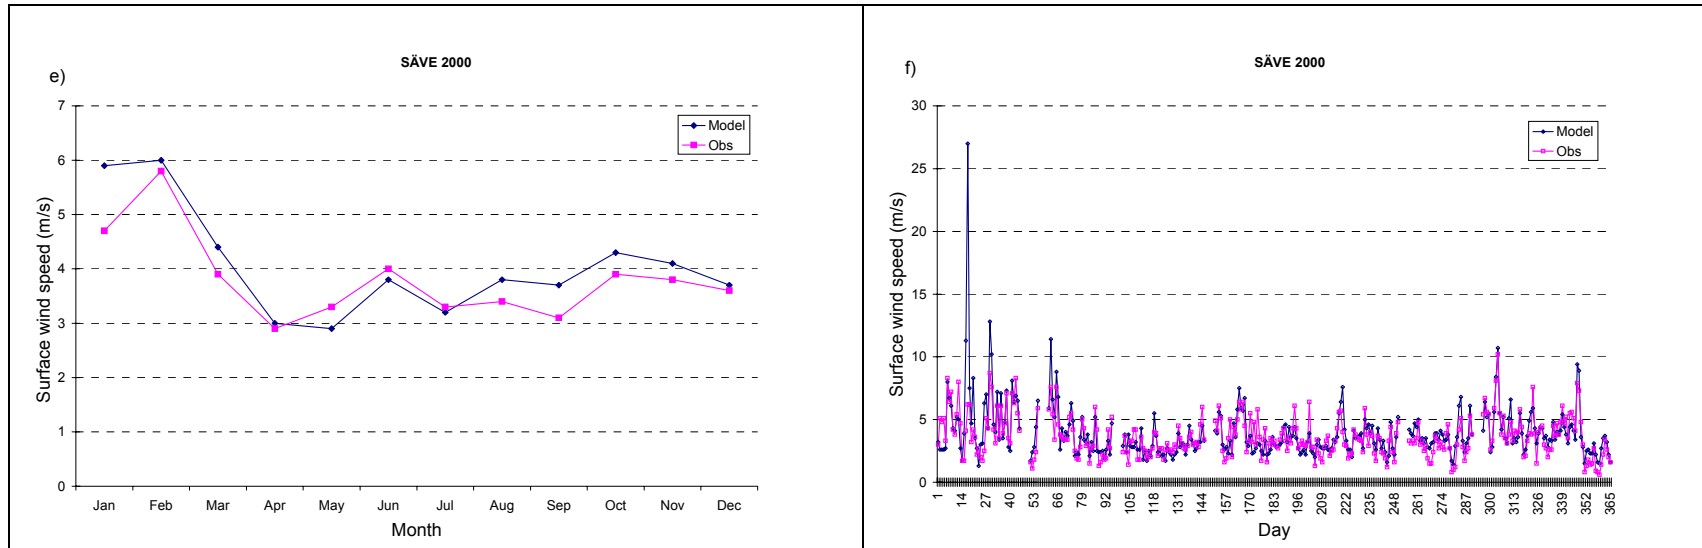 e)
SÄVE 2000
7
6
5
4
3
2
1
0
Surface wind speed (m/s)
Jan Feb Mar Apr May Jun Jul Aug Sep Oct Nov Dec
Month
Model
Obs
f)
SÄVE 2000
30
25
20
15
10
5
0
Surface wind speed (m/s)
1 14 27 40 53 66 79 92 105 118 131 144 157 170 183 196 209 222 235 248 261 274 287 300 313 326 339 352 365
Day
Model
Obs